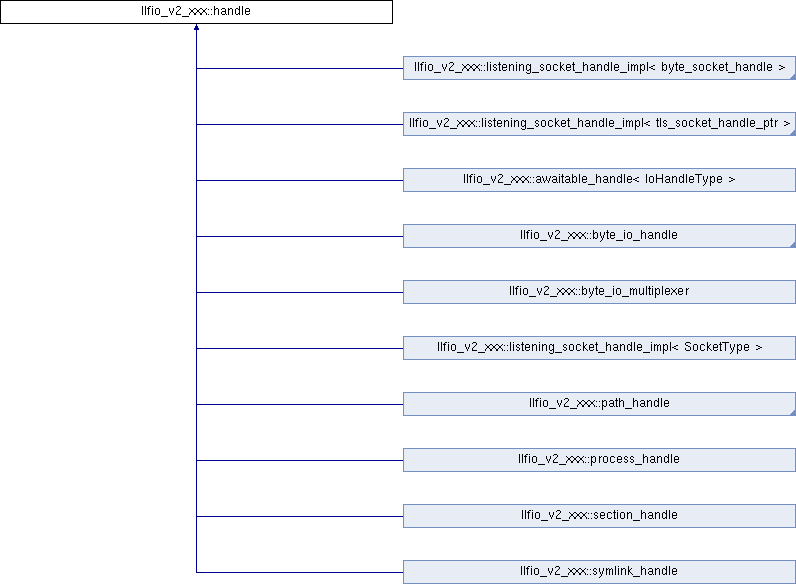 llfio_v2_xxx::handle
llfio_v2_xxx::listening_socket_handle_impl< byte_socket_handle >
llfio_v2_xxx::listening_socket_handle_impl< tls_socket_handle_ptr >
llfio_v2_xxx::awaitable_handle< IoHandleType >
llfio_v2_xxx::byte_io_handle
llfio_v2_xxx::byte_io_multiplexer
llfio_v2_xxx::listening_socket_handle_impl< SocketType >
llfio_v2_xxx::path_handle
llfio_v2_xxx::process_handle
llfio_v2_xxx::section_handle
llfio_v2_xxx::symlink_handle